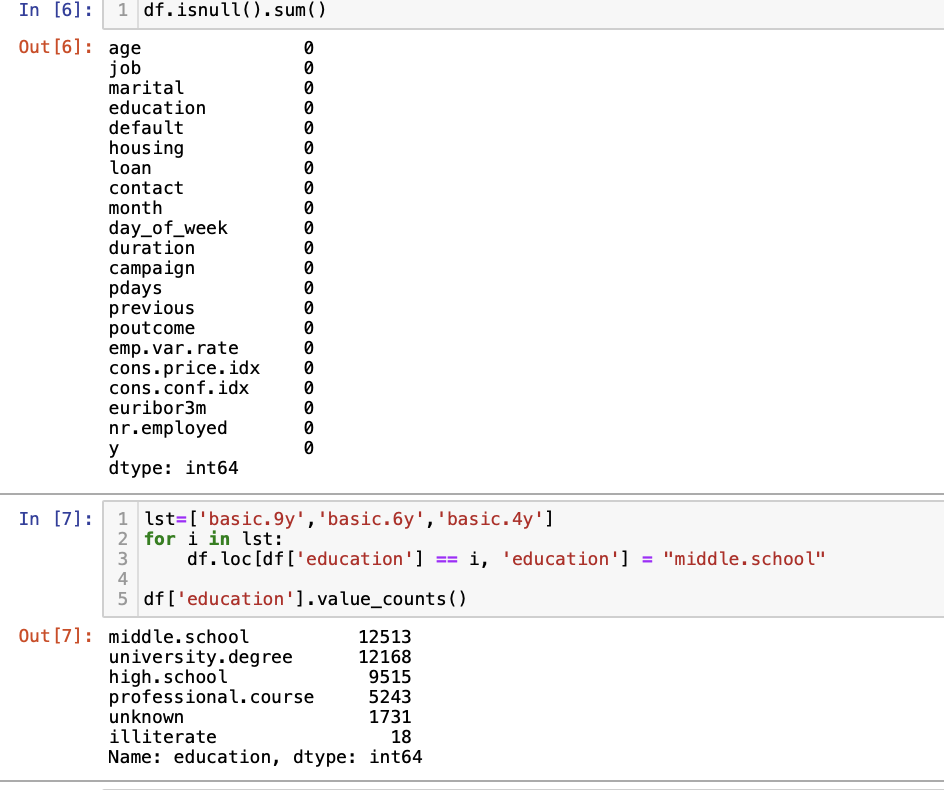 In [6]: 1 df.isnull().sum()
Out[6]: age 0
job 0
marital 0
education 0
default 0
housing 0
loan 0
contact 0
month 0
day_of_week 0
duration 0
campaign 0
pdays 0
previous 0
poutcome 0
emp.var.rate 0
cons.price.idx 0
cons.conf.idx 0
euribor3m 0
nr.employed 0
y 0
dtype: int64
In [7]: 1 lst=['basic.9y','basic.6y','basic.4y']
2 for i in lst:
3     df.loc[df['education'] == i, 'education'] = "middle.school"
4
5 df['education'].value_counts()
Out[7]: middle.school 12513
university.degree 12168
high.school 9515
professional.course 5243
unknown 1731
illiterate 18
Name: education, dtype: int64